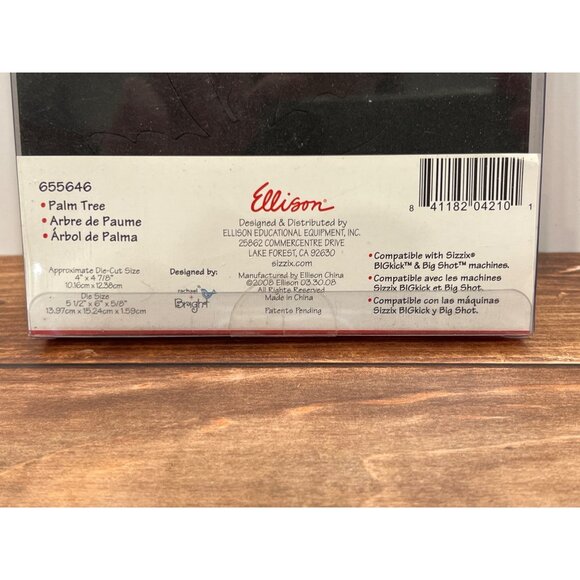 655646
• Palm Tree
• Arbre de Paume
• Árbol de Palma
Approximate Die-Cut Size
4" x 4 7/8"
10.16cm x 12.38cm
Die Size
5 1/2" x 6" x 5/8"
13.97cm x 15.24cm x 1.59cm
Designed by:
rachael
Bright
Ellison®
Designed & Distributed by
ELLISON EDUCATIONAL EQUIPMENT, INC.
25862 COMMERCENTRE DRIVE
LAKE FOREST, CA 92630
sizzix.com
Manufactured by Ellison China
©2008 Ellison 03.30.08
All Rights Reserved
Made in China
Patents Pending
8 41182 04210 1
• Compatible with Sizzix®
BIGkick™ & Big Shot™ machines.
• Compatible avec les machines
Sizzix BIGkick et Big Shot.
• Compatible con las máquinas
Sizzix BIGkick y Big Shot.